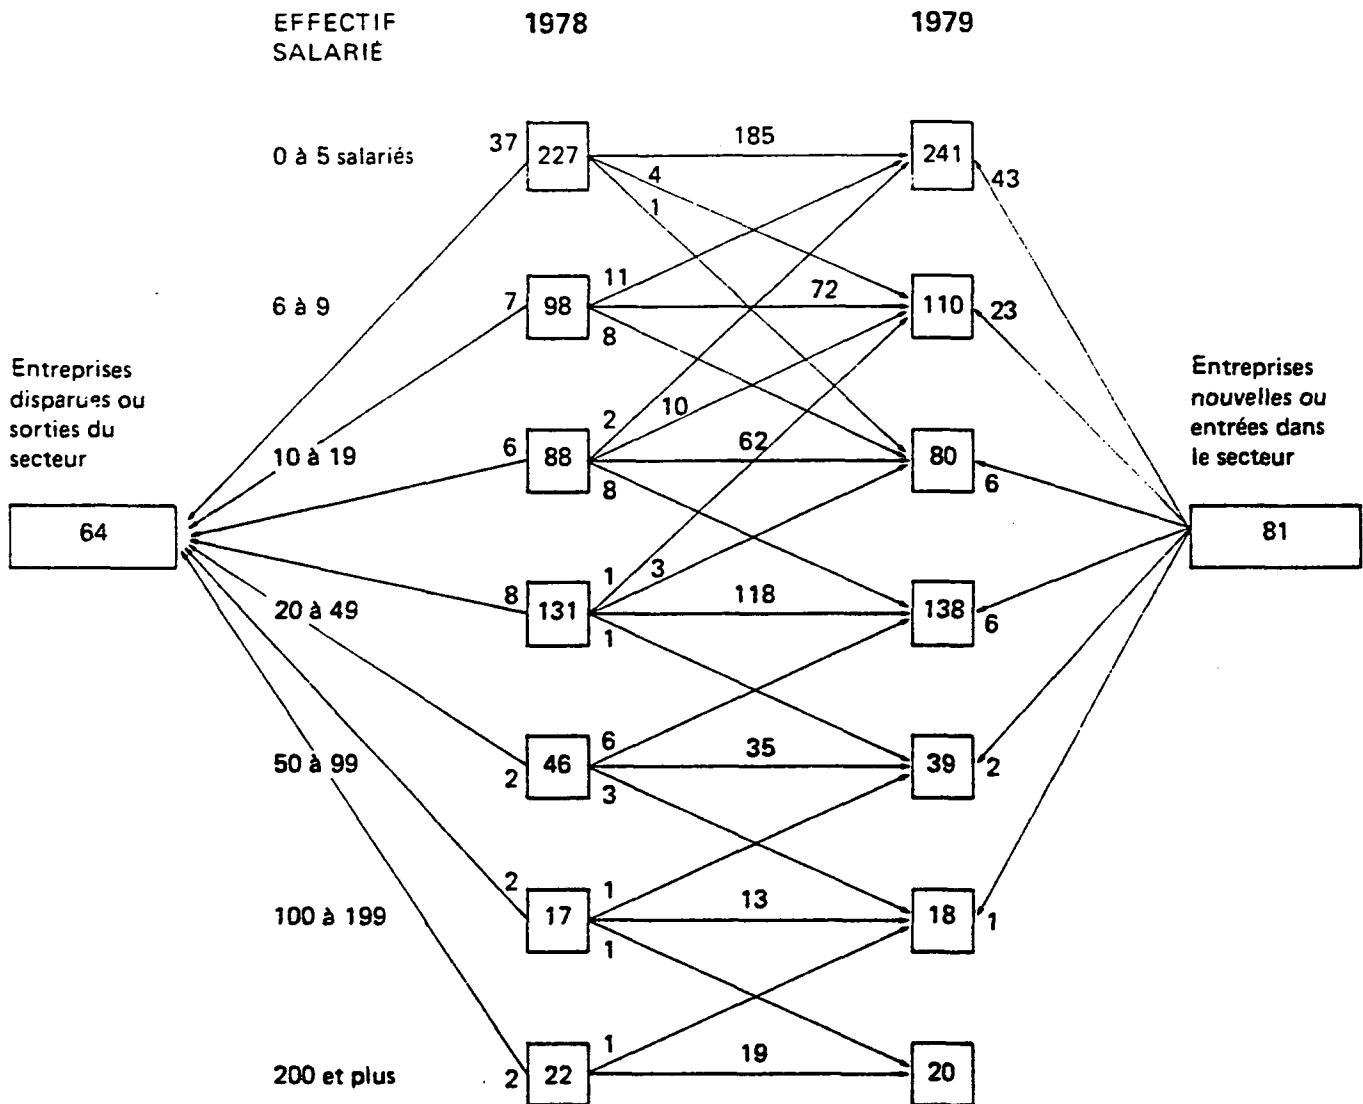 EFFECTIF 1978 1979
SALARIÉ
185
37 227 241
0 à 5 salariés
4 43
1
11
72
6 à 9 7 98 110 23
8
Entreprises Entreprises
disparues ou nouvelles ou
sorties du entrées dans
secteur le secteur
2 10
62
10 à 19 6 88 80
8 6
64 81
1 3
8 118
20 à 49 131 138
1 6
6 35
50 à 99 46 39
2 3 2
2 1 13
100 à 199 17 18 1
1
1 19
200 et plus 2 22 20